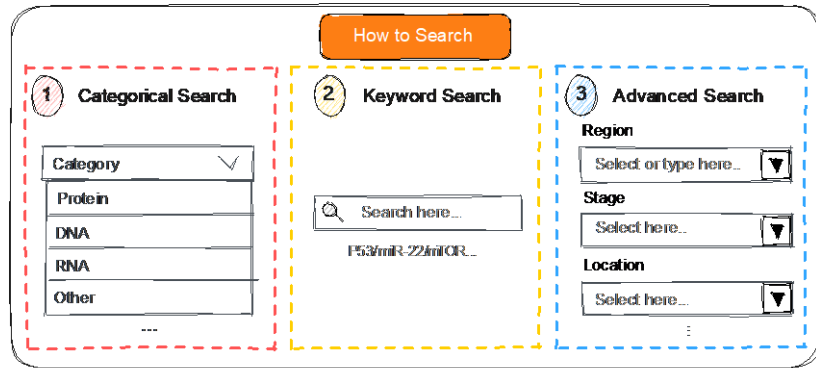 How to Search
1 Categorical Search
Category
Protein
DNA
RNA
Other
...
2 Keyword Search
Search here...
P53/miR-22/mTOR...
3 Advanced Search
Region
Select or type here...
Stage
Select here...
Location
Select here...
⋮